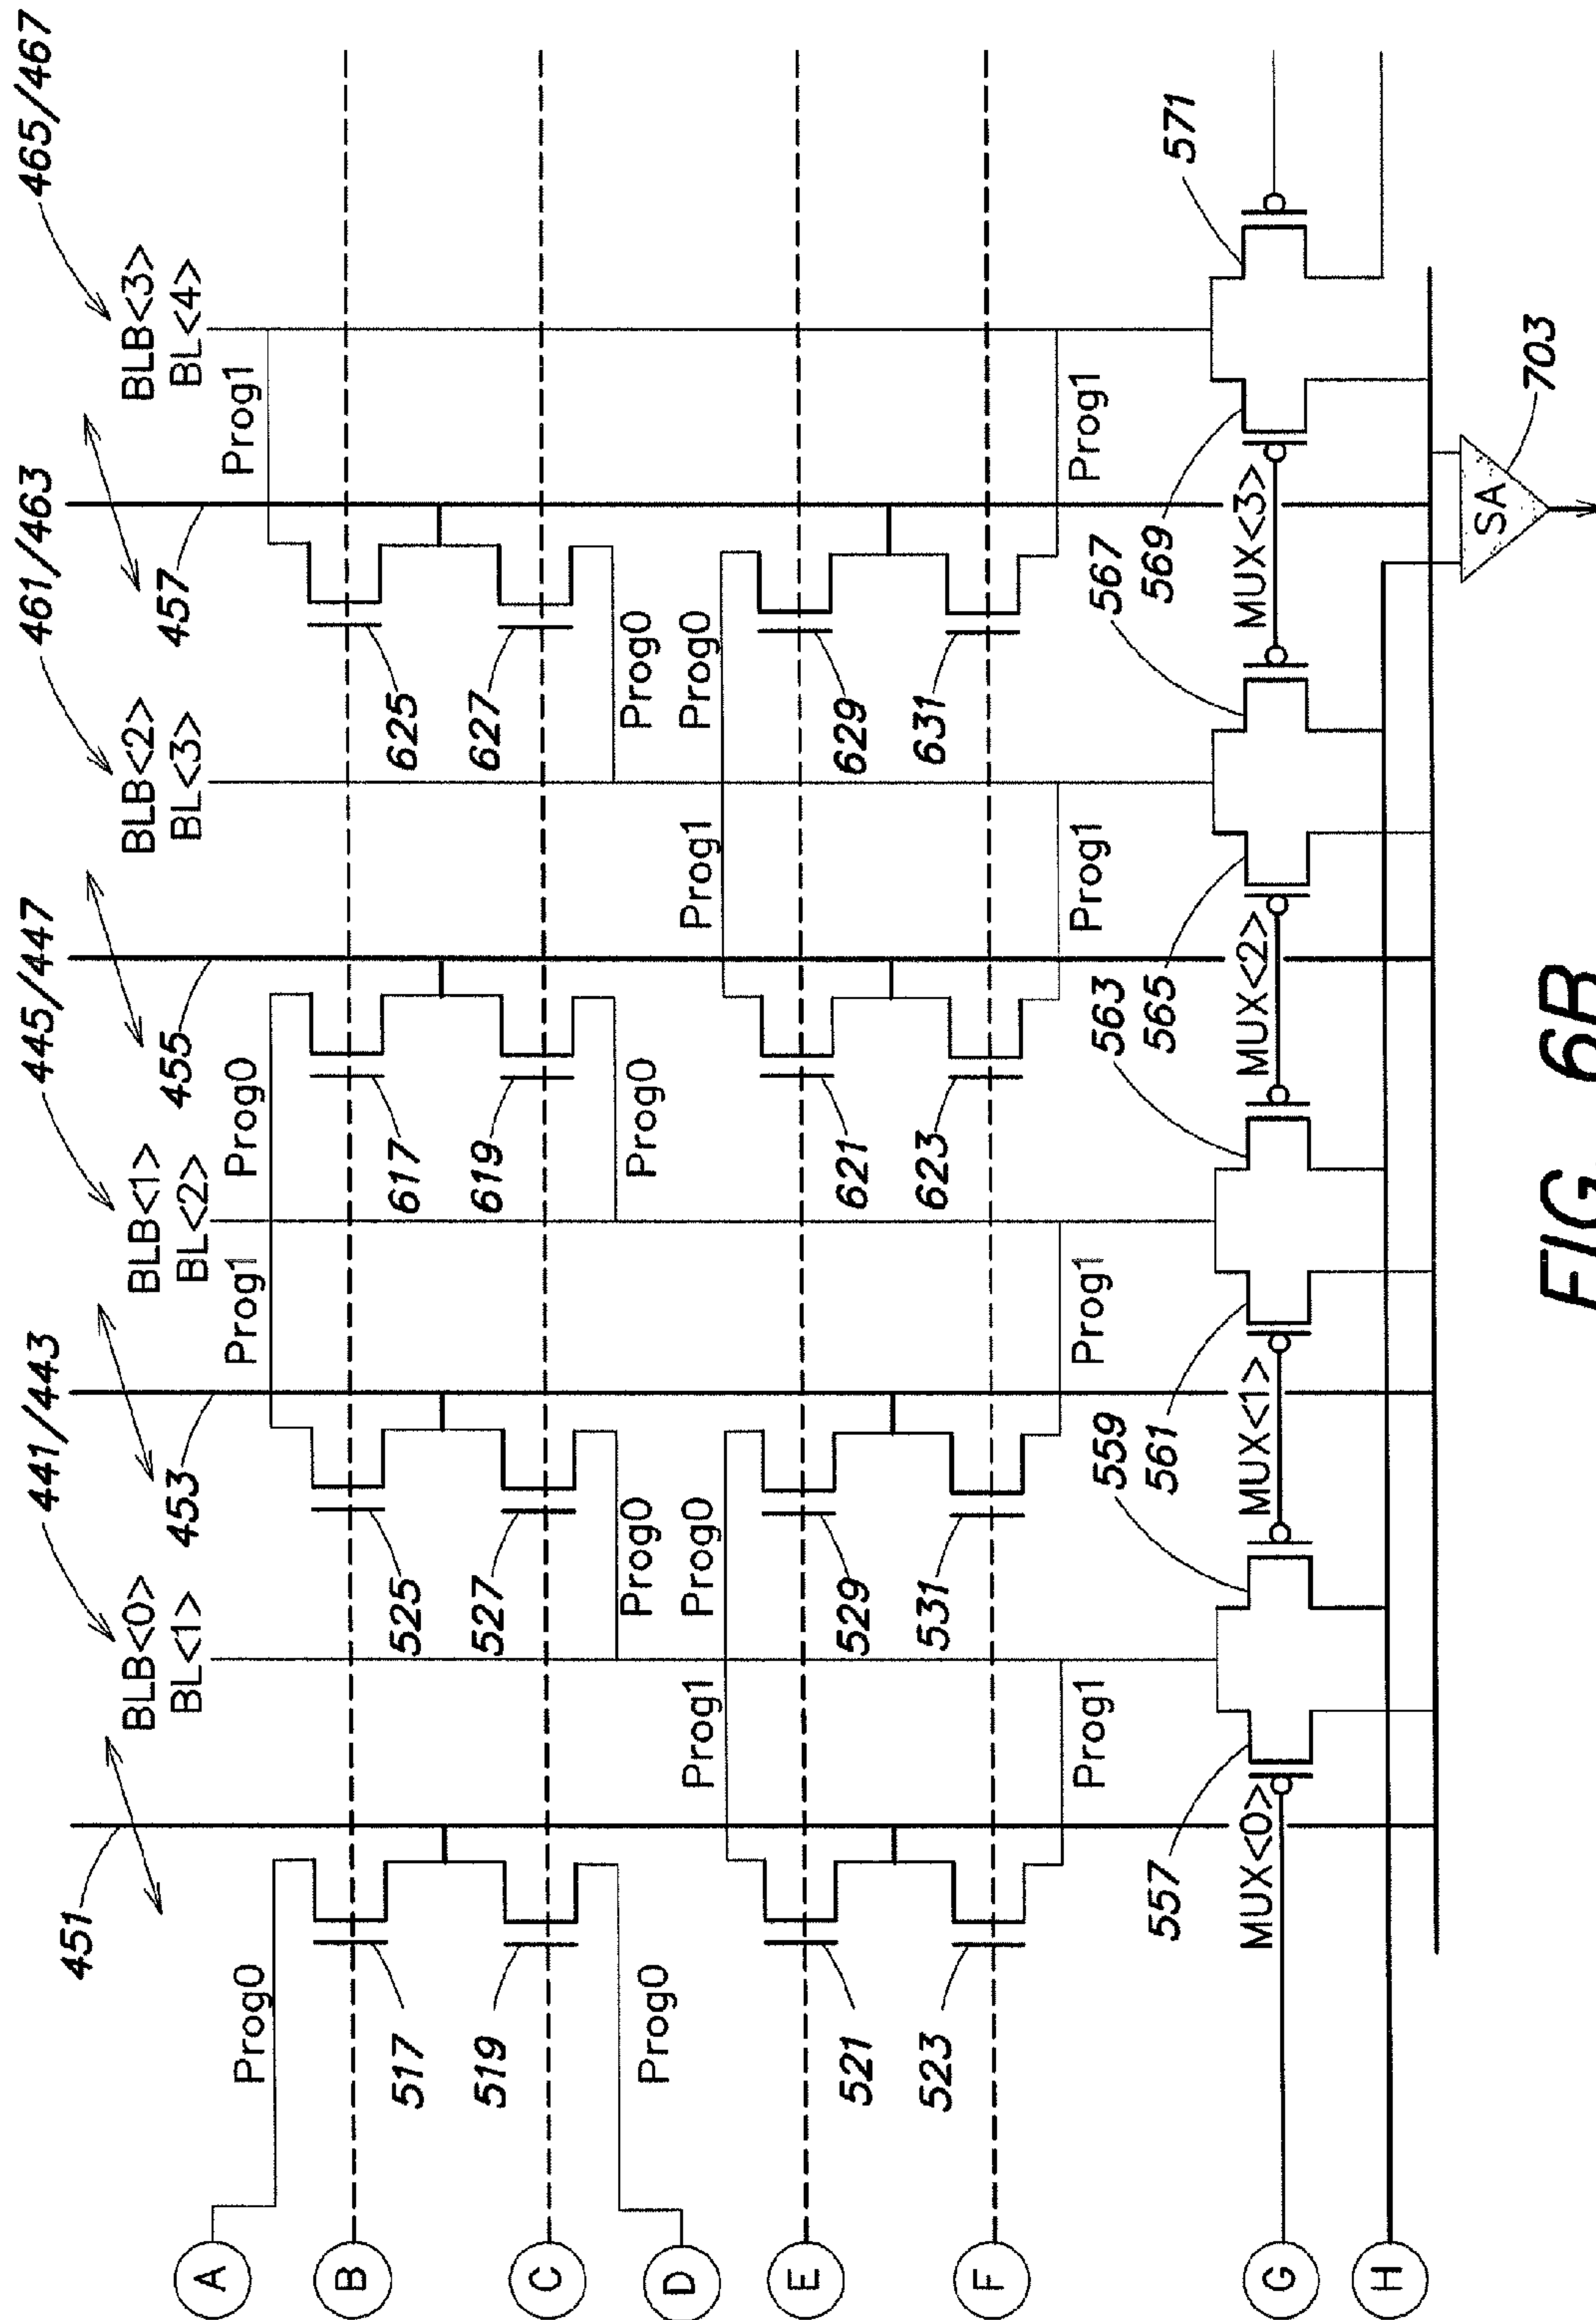 441/443
445/447
461/463
465/467
451
453
455
457
BLB<0>
BL<1>
BLB<1>
BL<2>
BLB<2>
BL<3>
BLB<3>
BL<4>
A
Prog0
Prog1
Prog0
Prog1
B
517
525
617
625
C
519
527
619
627
D
Prog0
Prog0
Prog0
Prog0
Prog1
Prog0
Prog1
Prog0
E
521
529
621
629
F
523
531
623
631
Prog1
Prog1
Prog1
Prog1
557
559
561
563
565
567
569
571
G
MUX<0>
MUX<1>
MUX<2>
MUX<3>
H
SA
703
FIG 6B